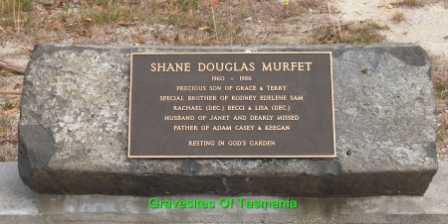 SHANE DOUGLAS MURFET
1960 - 1986
PRECIOUS SON OF GRACE & TERRY
SPECIAL BROTHER OF RODNEY EDELENE SAM
RACHAEL (DEC.) BECCI & LISA (DEC.)
HUSBAND OF JANET AND DEARLY MISSED
FATHER OF ADAM CASEY & KEEGAN
RESTING IN GOD'S GARDEN
Gravesites Of Tasmania